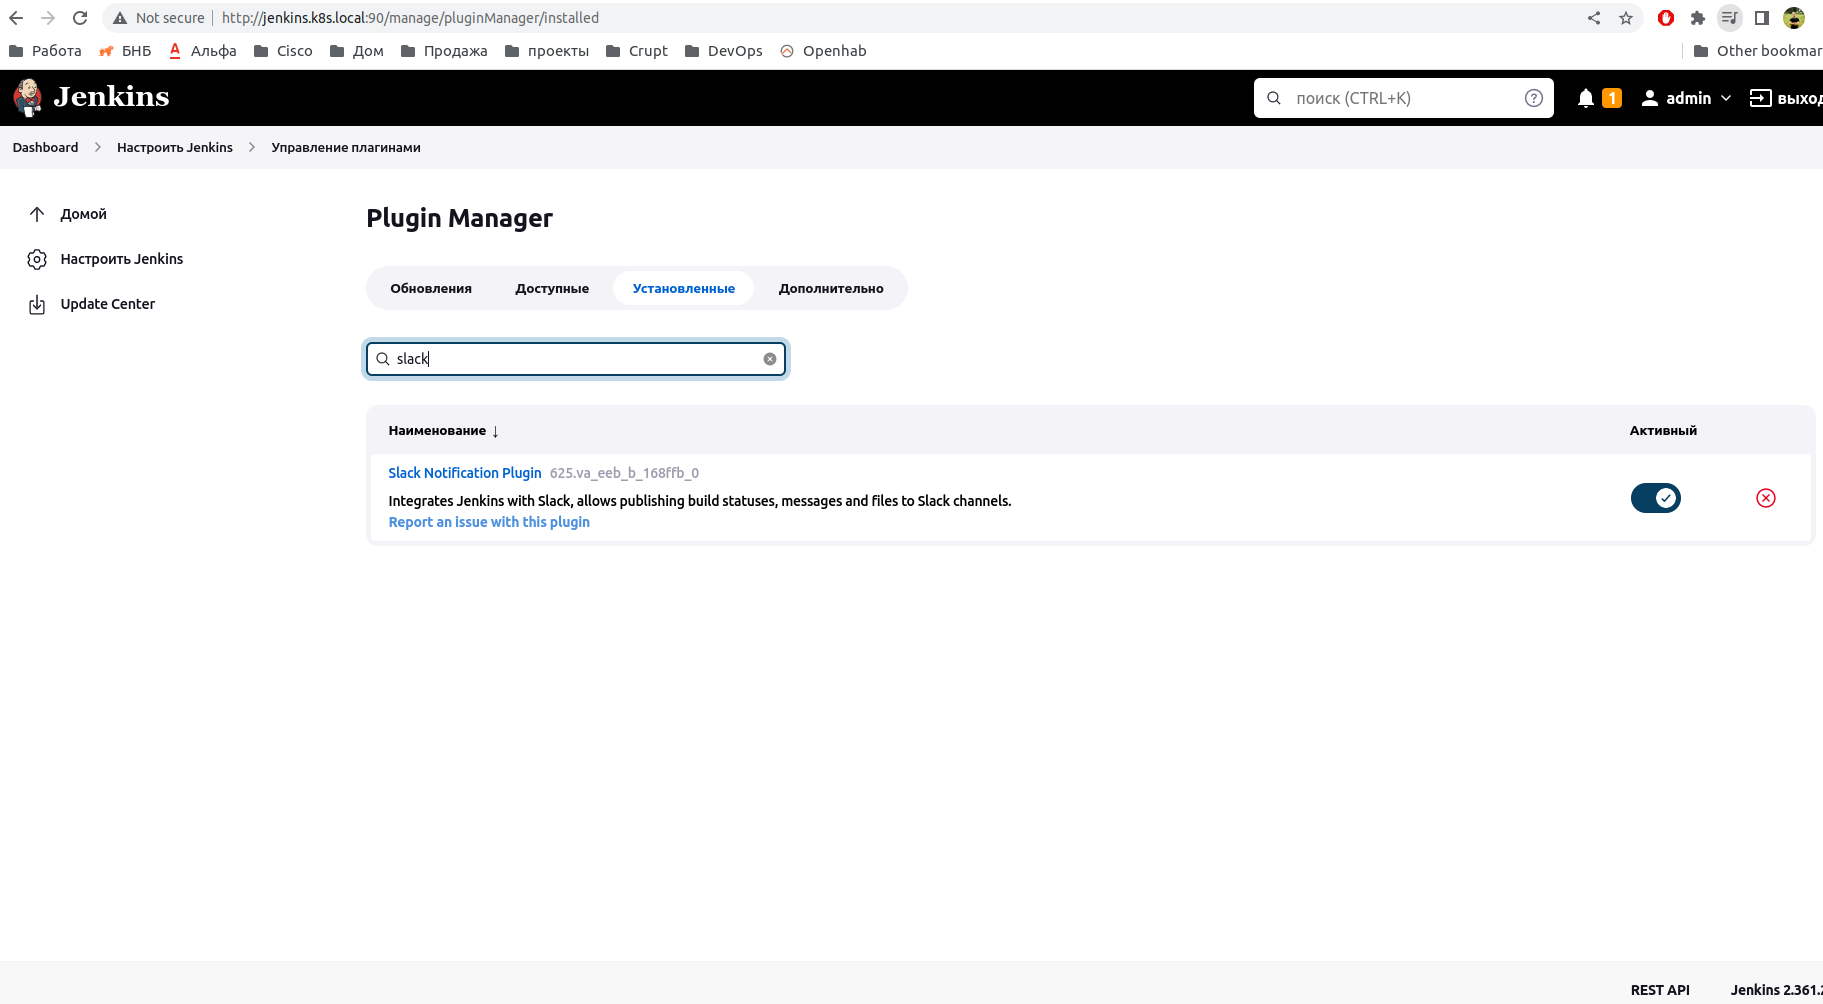 Not secure http://jenkins.k8s.local:90/manage/pluginManager/installed
Работа БНБ Альфа Cisco Дом Продажа проекты Crupt DevOps Openhab Other bookmar
Jenkins поиск (CTRL+K) 1 admin выход
Dashboard Настроить Jenkins Управление плагинами
Домой
Настроить Jenkins
Update Center
Plugin Manager
Обновления Доступные Установленные Дополнительно
slack
Наименование ↓ Активный
Slack Notification Plugin 625.va_eeb_b_168ffb_0
Integrates Jenkins with Slack, allows publishing build statuses, messages and files to Slack channels.
Report an issue with this plugin
REST API Jenkins 2.361.2